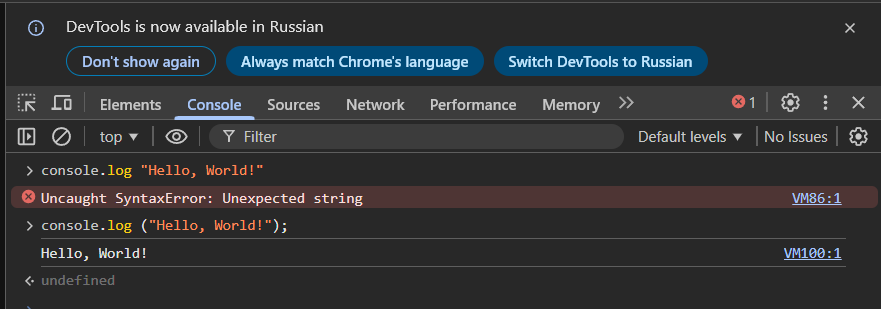 DevTools is now available in Russian
Don't show again Always match Chrome's language Switch DevTools to Russian
Elements Console Sources Network Performance Memory 1
top Filter Default levels No Issues
console.log "Hello, World!"
Uncaught SyntaxError: Unexpected string VM86:1
console.log ("Hello, World!");
Hello, World! VM100:1
undefined